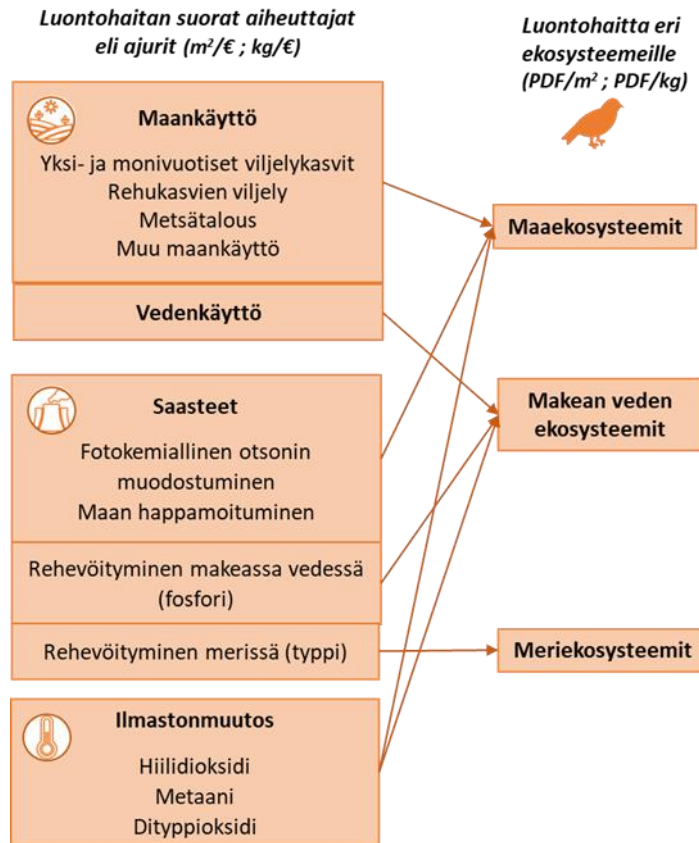 Luontohaitan suorat aiheuttajat
eli ajurit (m²/€ ; kg/€)
Luontohaitta eri
ekosysteemeille
(PDF/m² ; PDF/kg)
Maankäyttö
Yksi- ja monivuotiset viljelykasvit
Rehukasvien viljely
Metsätalous
Muu maankäyttö
Vedenkäyttö
Saasteet
Fotokemiallinen otsonin
muodostuminen
Maan happamoituminen
Rehevöityminen makeassa vedessä
(fosfori)
Rehevöityminen merissä (typpi)
Ilmastonmuutos
Hiilidioksidi
Metaani
Dityppioksidi
Maaekosysteemit
Makean veden
ekosysteemit
Meriekosysteemit